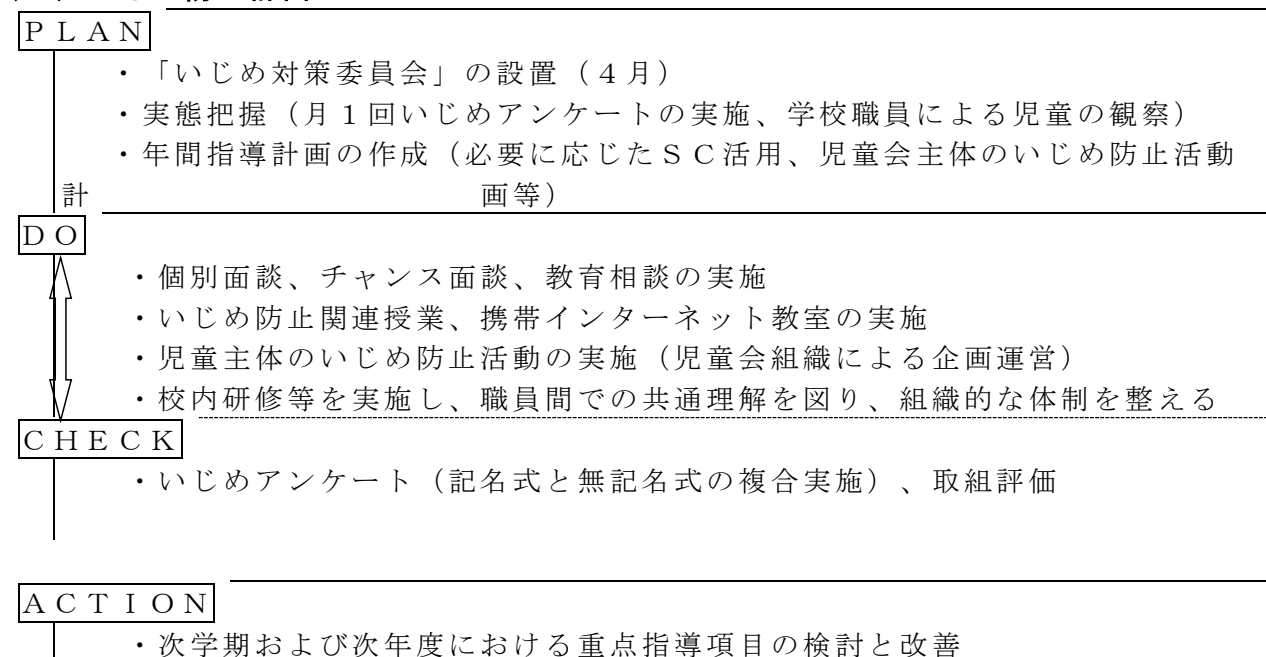 ＰＬＡＮ
・「いじめ対策委員会」の設置（４月）
・実態把握（月１回いじめアンケートの実施、学校職員による児童の観察）
・年間指導計画の作成（必要に応じたＳＣ活用、児童会主体のいじめ防止活動
計
画等）
ＤＯ
・個別面談、チャンス面談、教育相談の実施
・いじめ防止関連授業、携帯インターネット教室の実施
・児童主体のいじめ防止活動の実施（児童会組織による企画運営）
・校内研修等を実施し、職員間での共通理解を図り、組織的な体制を整える
ＣＨＥＣＫ
・いじめアンケート（記名式と無記名式の複合実施）、取組評価
ＡＣＴＩＯＮ
・次学期および次年度における重点指導項目の検討と改善